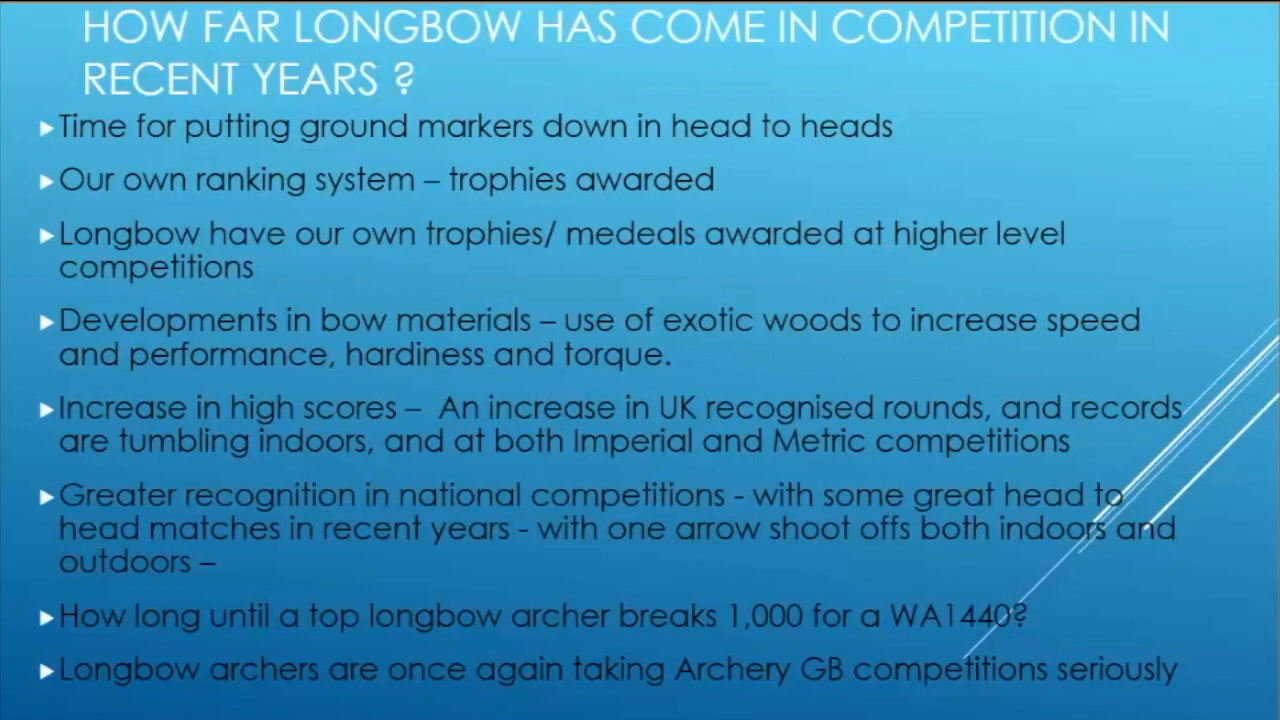 HOW FAR LONGBOW HAS COME IN COMPETITION IN
RECENT YEARS ?
Time for putting ground markers down in head to heads
Our own ranking system – trophies awarded
Longbow have our own trophies/ medeals awarded at higher level
competitions
Developments in bow materials – use of exotic woods to increase speed
and performance, hardiness and torque.
Increase in high scores – An increase in UK recognised rounds, and records
are tumbling indoors, and at both Imperial and Metric competitions
Greater recognition in national competitions - with some great head to
head matches in recent years - with one arrow shoot offs both indoors and
outdoors –
How long until a top longbow archer breaks 1,000 for a WA1440?
Longbow archers are once again taking Archery GB competitions seriously